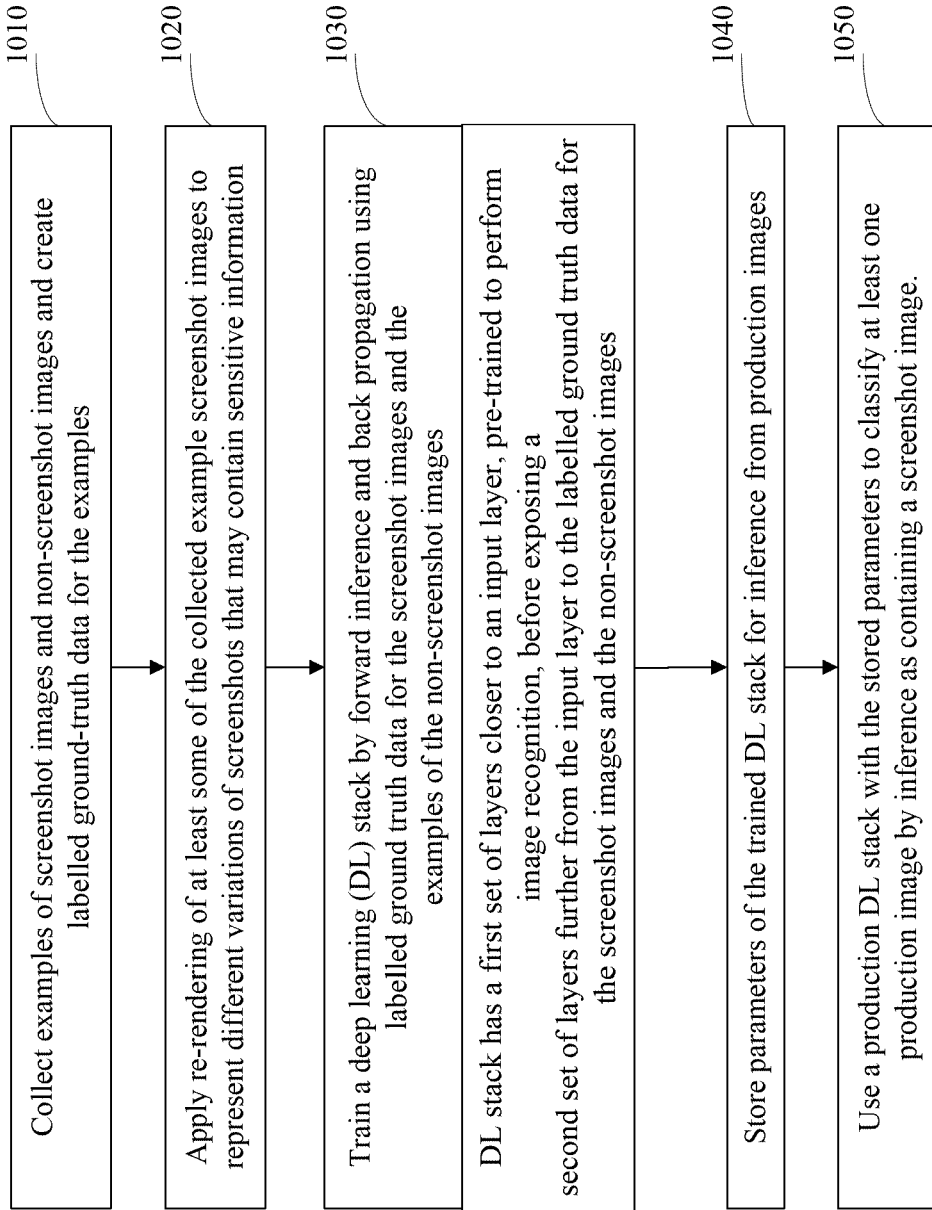 Collect examples of screenshot images and non-screenshot images and create
labelled ground-truth data for the examples
1010
Apply re-rendering of at least some of the collected example screenshot images to
represent different variations of screenshots that may contain sensitive information
1020
Train a deep learning (DL) stack by forward inference and back propagation using
labelled ground truth data for the screenshot images and the
examples of the non-screenshot images
1030
DL stack has a first set of layers closer to an input layer, pre-trained to perform
image recognition, before exposing a
second set of layers further from the input layer to the labelled ground truth data for
the screenshot images and the non-screenshot images
Store parameters of the trained DL stack for inference from production images
1040
Use a production DL stack with the stored parameters to classify at least one
production image by inference as containing a screenshot image.
1050